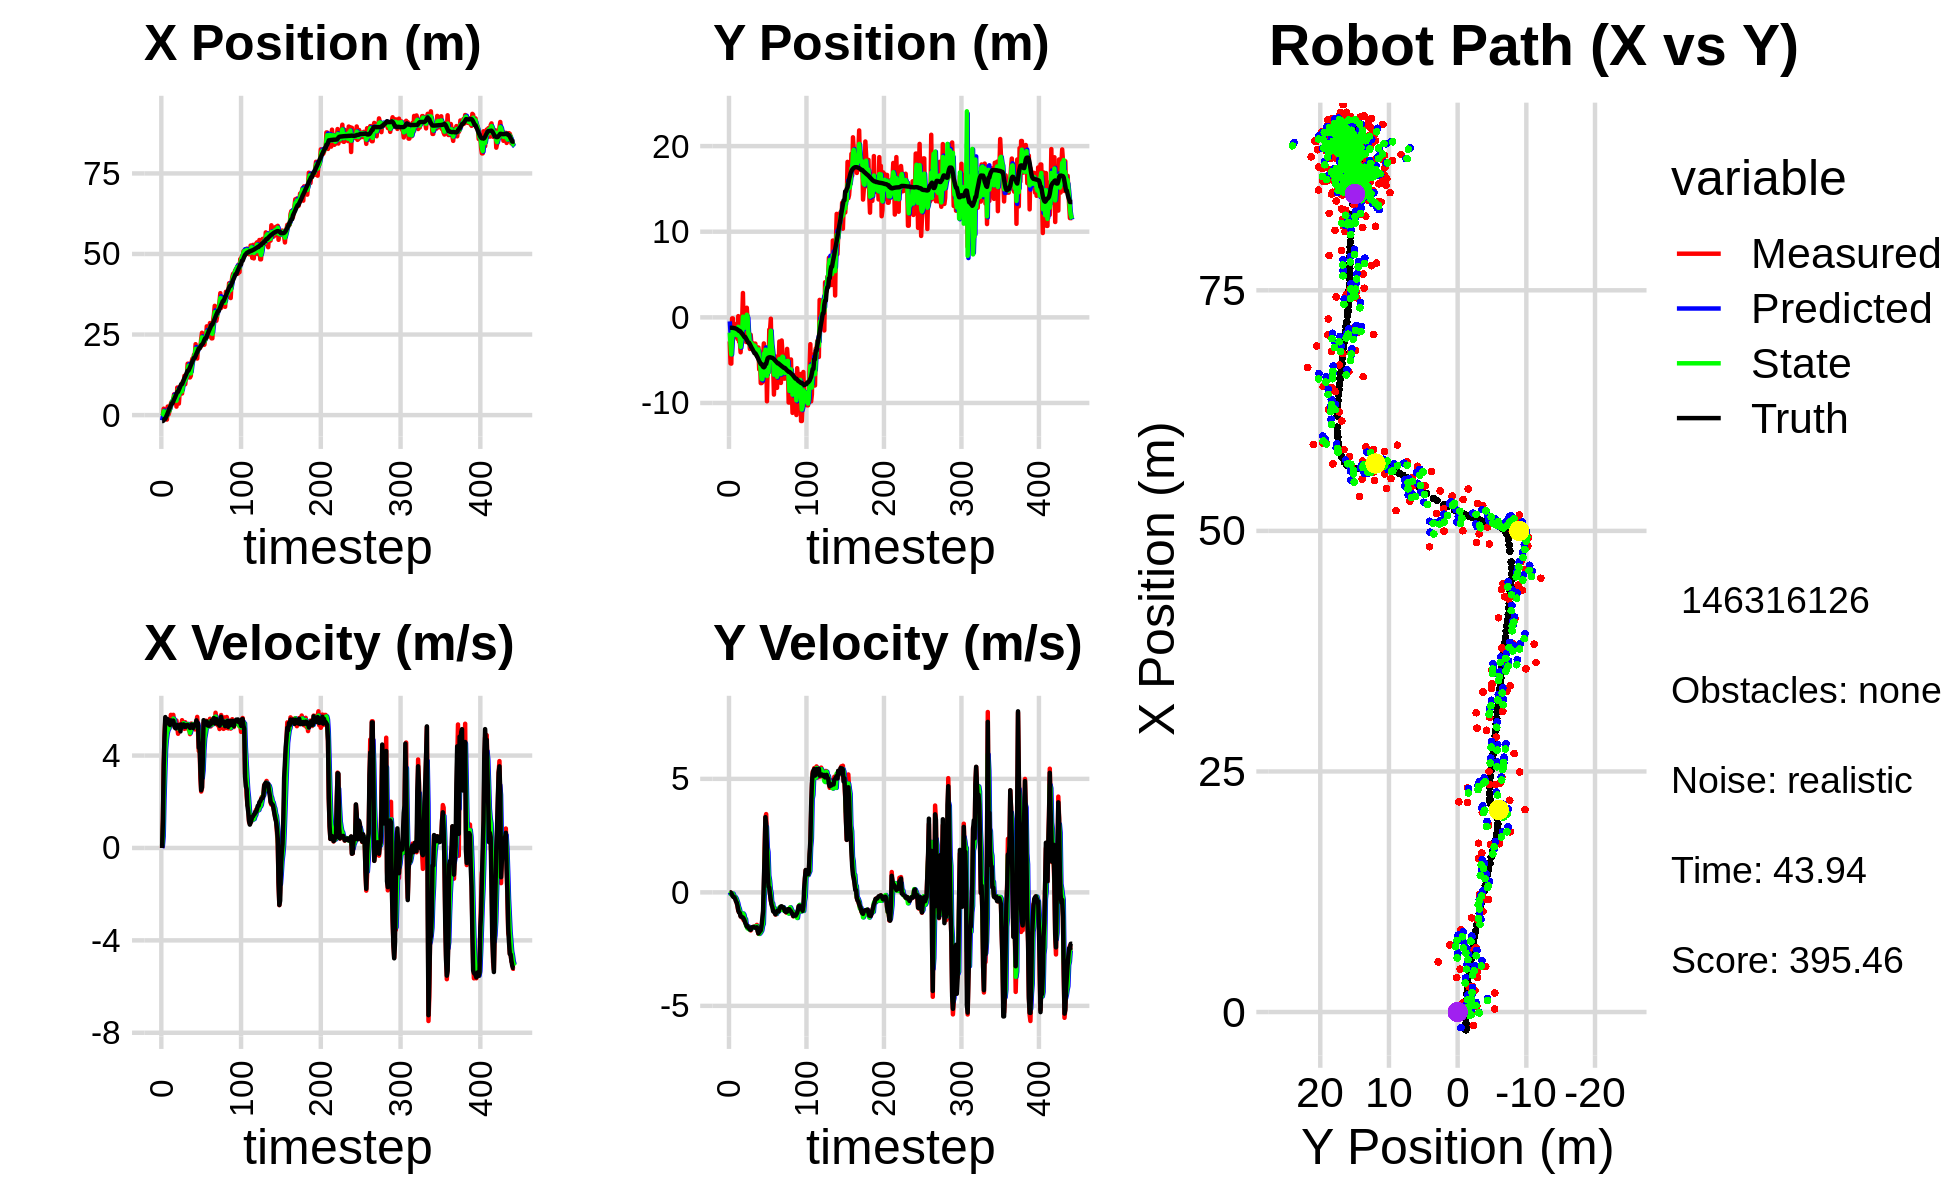 X Position (m)
75
50
25
0
0 100 200 300 400
timestep
Y Position (m)
20
10
0
-10
0 100 200 300 400
timestep
X Velocity (m/s)
4
0
-4
-8
0 100 200 300 400
timestep
Y Velocity (m/s)
5
0
-5
0 100 200 300 400
timestep
Robot Path (X vs Y)
X Position (m)
75
50
25
0
20 10 0 -10 -20
Y Position (m)
variable
Measured
Predicted
State
Truth
146316126
Obstacles: none
Noise: realistic
Time: 43.94
Score: 395.46